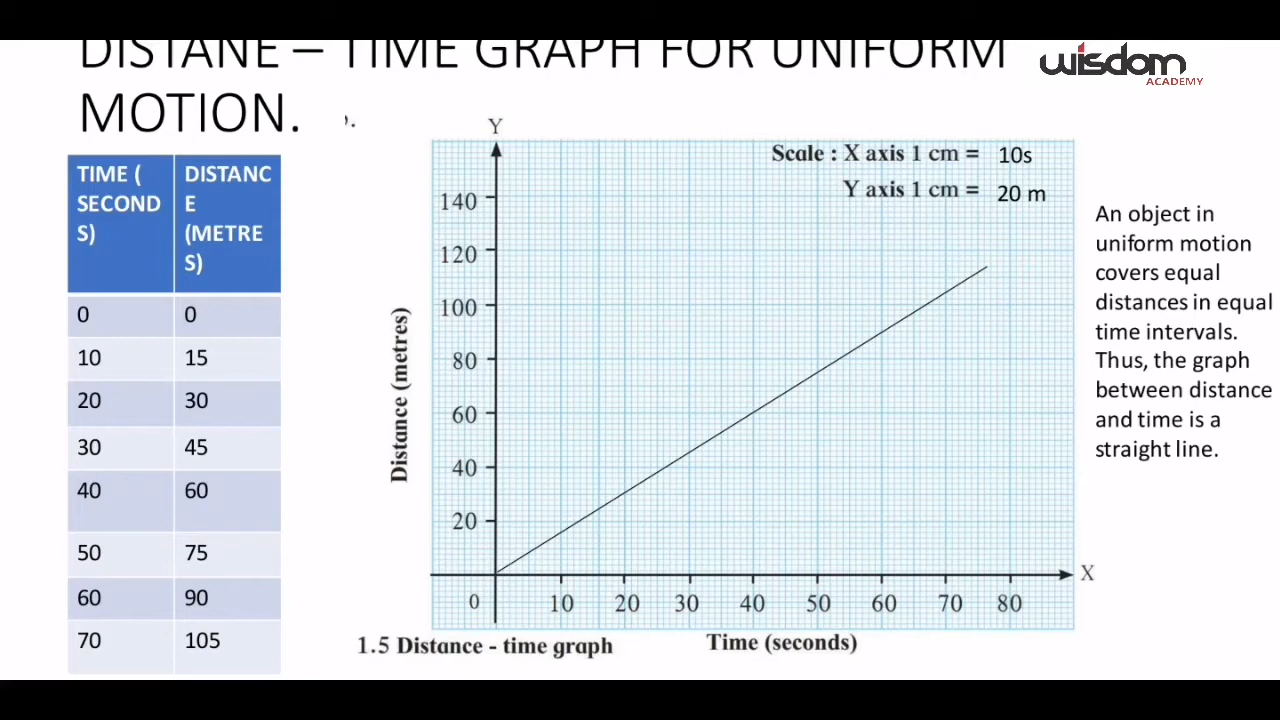 DISTANE – TIME GRAPH FOR UNIFORM
MOTION.
wisdom
ACADEMY
TIME (
SECOND
S)
DISTANC
E
(METRE
S)
0 0
10 15
20 30
30 45
40 60
50 75
60 90
70 105
Y
Scale : X axis 1 cm = 10s
Y axis 1 cm = 20 m
140
120
100
80
60
40
20
Distance (metres)
0 10 20 30 40 50 60 70 80
X
Time (seconds)
1.5 Distance - time graph
An object in
uniform motion
covers equal
distances in equal
time intervals.
Thus, the graph
between distance
and time is a
straight line.